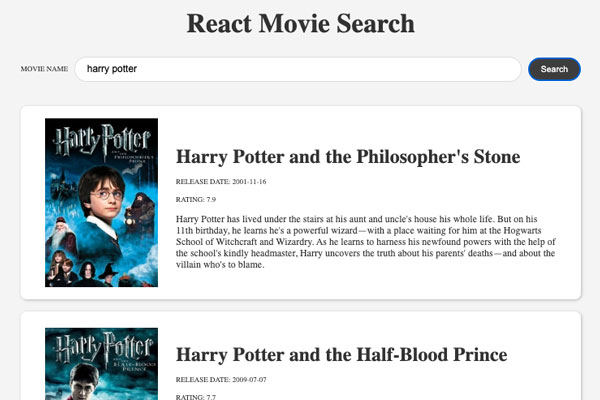 React Movie Search
MOVIE NAME
harry potter
Search
Harry Potter
AND THE
PHILOSOPHER'S
STONE
Harry Potter and the Philosopher's Stone
RELEASE DATE: 2001-11-16
RATING: 7.9
Harry Potter has lived under the stairs at his aunt and uncle's house his whole life. But on his
11th birthday, he learns he's a powerful wizard—with a place waiting for him at the Hogwarts
School of Witchcraft and Wizardry. As he learns to harness his newfound powers with the help of
the school's kindly headmaster, Harry uncovers the truth about his parents' deaths—and about the
villain who's to blame.
Harry Potter
AND THE
HALF-BLOOD
PRINCE
Harry Potter and the Half-Blood Prince
RELEASE DATE: 2009-07-07
RATING: 7.7